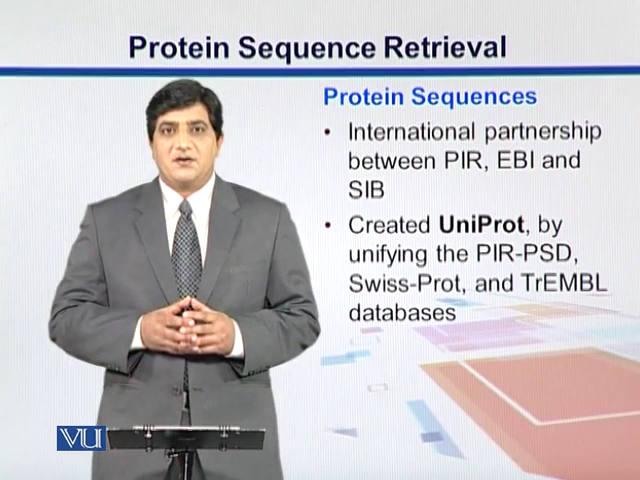 Protein Sequence Retrieval
Protein Sequences
• International partnership
between PIR, EBI and
SIB
• Created UniProt, by
unifying the PIR-PSD,
Swiss-Prot, and TrEMBL
databases
VU